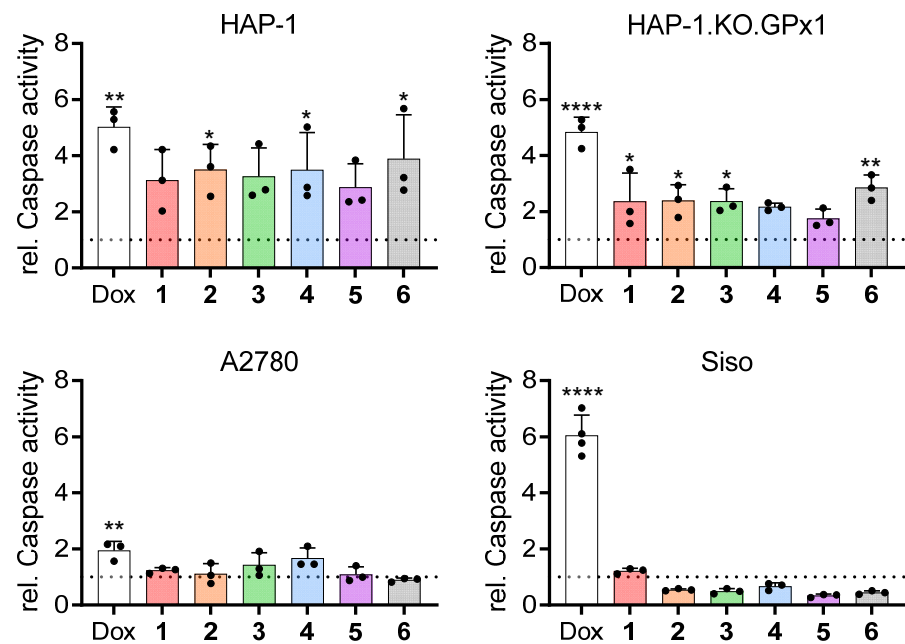 HAP-1
rel. Caspase activity
8
6
4
2
0
** * * *
Dox 1 2 3 4 5 6
HAP-1.KO.GPx1
rel. Caspase activity
8
6
4
2
0
**** * * * **
Dox 1 2 3 4 5 6
A2780
rel. Caspase activity
8
6
4
2
0
**
Dox 1 2 3 4 5 6
Siso
rel. Caspase activity
8
6
4
2
0
****
Dox 1 2 3 4 5 6